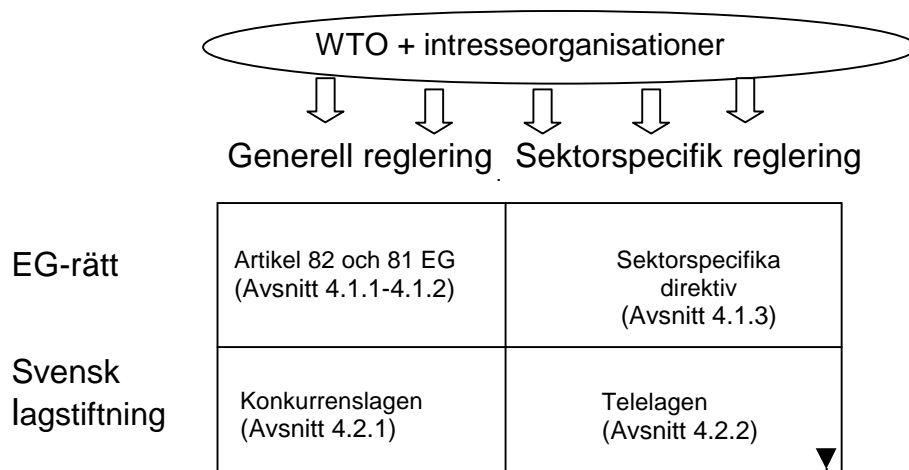 WTO + intresseorganisationer
Generell reglering
Sektorspecifik reglering
EG-rätt
Artikel 82 och 81 EG
(Avsnitt 4.1.1-4.1.2)
Sektorspecifika
direktiv
(Avsnitt 4.1.3)
Svensk
lagstiftning
Konkurrenslagen
(Avsnitt 4.2.1)
Telelagen
(Avsnitt 4.2.2)